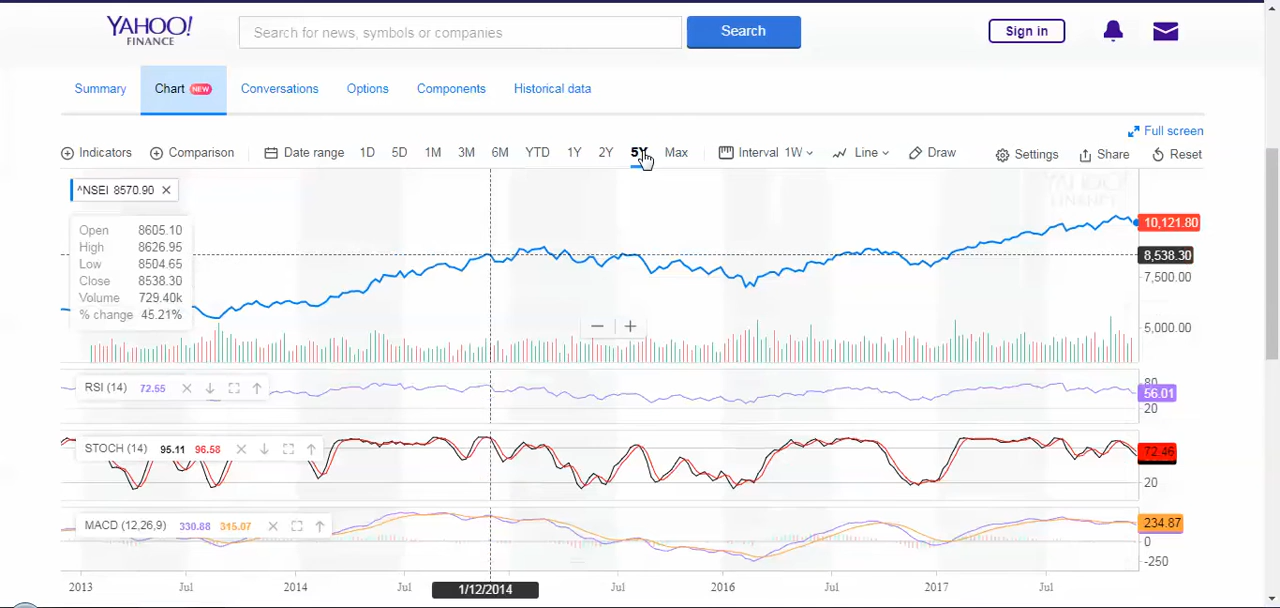 YAHOO!
FINANCE
Search for news, symbols or companies
Search
Sign in
Summary
Chart NEW
Conversations
Options
Components
Historical data
Full screen
Indicators
Comparison
Date range
1D
5D
1M
3M
6M
YTD
1Y
2Y
5Y
Max
Interval 1W
Line
Draw
Settings
Share
Reset
^NSEI 8570.90
YAHOO!
FINANCE
Open 8605.10
High 8626.95
Low 8504.65
Close 8538.30
Volume 729.40k
% change 45.21%
10,121.80
8,538.30
7,500.00
5,000.00
RSI (14) 72.55
80
56.01
20
STOCH (14) 95.11 96.58
72.46
20
MACD (12,26,9) 330.88 315.07
234.87
0
-250
2013 Jul 2014 Jul 1/12/2014 Jul 2016 Jul 2017 Jul